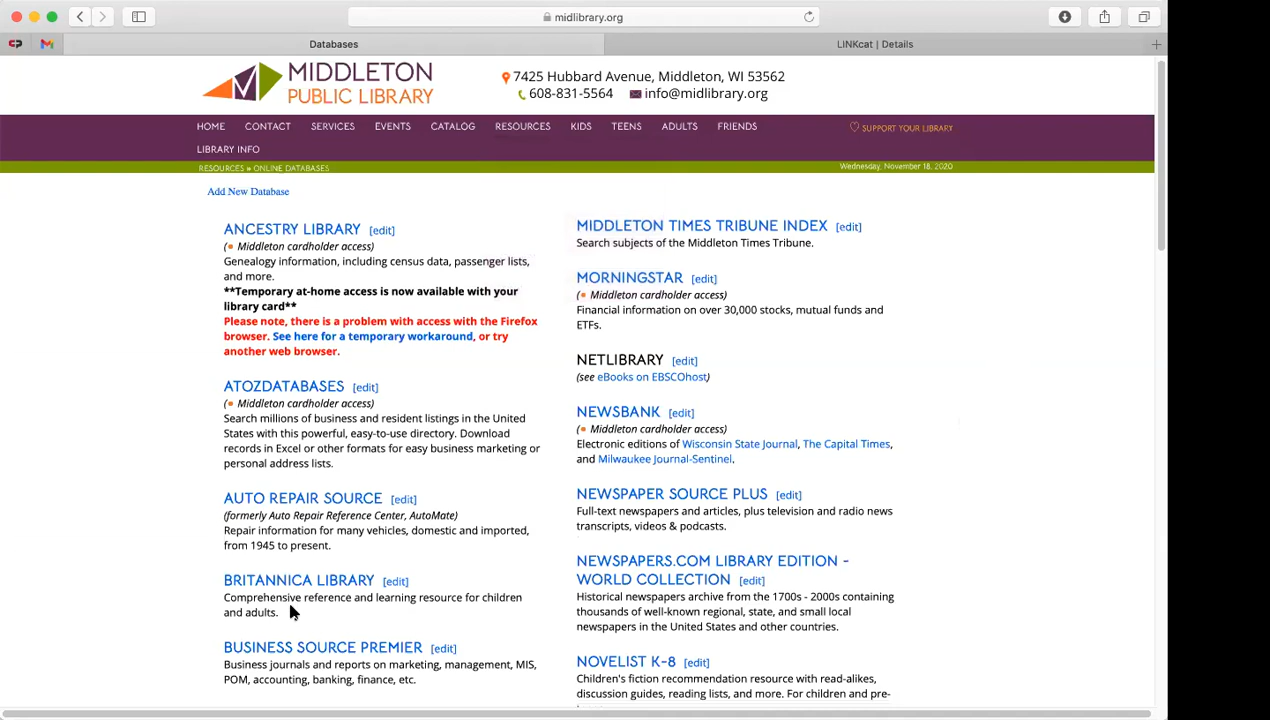 midlibrary.org
Databases
LINKcat | Details
MIDDLETON
PUBLIC LIBRARY
7425 Hubbard Avenue, Middleton, WI 53562
608-831-5564 info@midlibrary.org
HOME CONTACT SERVICES EVENTS CATALOG RESOURCES KIDS TEENS ADULTS FRIENDS
SUPPORT YOUR LIBRARY
LIBRARY INFO
RESOURCES » ONLINE DATABASES
Wednesday, November 18, 2020
Add New Database
ANCESTRY LIBRARY [edit]
( Middleton cardholder access)
Genealogy information, including census data, passenger lists,
and more.
**Temporary at-home access is now available with your
library card**
Please note, there is a problem with access with the Firefox
browser. See here for a temporary workaround, or try
another web browser.
ATOZDATABASES [edit]
( Middleton cardholder access)
Search millions of business and resident listings in the United
States with this powerful, easy-to-use directory. Download
records in Excel or other formats for easy business marketing or
personal address lists.
AUTO REPAIR SOURCE [edit]
(formerly Auto Repair Reference Center, AutoMate)
Repair information for many vehicles, domestic and imported,
from 1945 to present.
BRITANNICA LIBRARY [edit]
Comprehensive reference and learning resource for children
and adults.
BUSINESS SOURCE PREMIER [edit]
Business journals and reports on marketing, management, MIS,
POM, accounting, banking, finance, etc.
MIDDLETON TIMES TRIBUNE INDEX [edit]
Search subjects of the Middleton Times Tribune.
MORNINGSTAR [edit]
( Middleton cardholder access)
Financial information on over 30,000 stocks, mutual funds and
ETFs.
NETLIBRARY [edit]
(see eBooks on EBSCOhost)
NEWSBANK [edit]
( Middleton cardholder access)
Electronic editions of Wisconsin State Journal, The Capital Times,
and Milwaukee Journal-Sentinel.
NEWSPAPER SOURCE PLUS [edit]
Full-text newspapers and articles, plus television and radio news
transcripts, videos & podcasts.
NEWSPAPERS.COM LIBRARY EDITION -
WORLD COLLECTION [edit]
Historical newspapers archive from the 1700s - 2000s containing
thousands of well-known regional, state, and small local
newspapers in the United States and other countries.
NOVELIST K-8 [edit]
Children's fiction recommendation resource with read-alikes,
discussion guides, reading lists, and more. For children and pre-